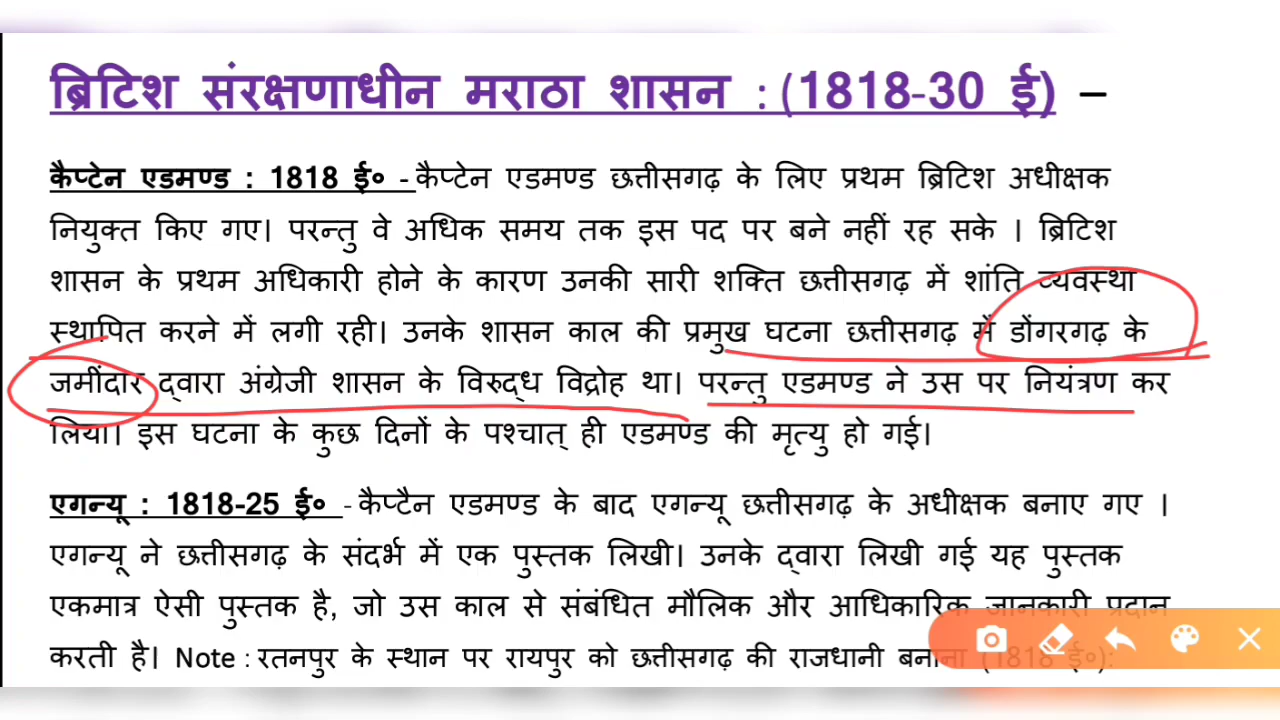 ब्रिटिश संरक्षणाधीन मराठा शासन : (1818-30 ई) –
कैप्टेन एडमण्ड : 1818 ई० - कैप्टेन एडमण्ड छत्तीसगढ़ के लिए प्रथम ब्रिटिश अधीक्षक
नियुक्त किए गए। परन्तु वे अधिक समय तक इस पद पर बने नहीं रह सके । ब्रिटिश
शासन के प्रथम अधिकारी होने के कारण उनकी सारी शक्ति छत्तीसगढ़ में शांति व्यवस्था
स्थापित करने में लगी रही। उनके शासन काल की प्रमुख घटना छत्तीसगढ़ में डोंगरगढ़ के
जमींदार द्वारा अंग्रेजी शासन के विरुद्ध विद्रोह था। परन्तु एडमण्ड ने उस पर नियंत्रण कर
लिया। इस घटना के कुछ दिनों के पश्चात् ही एडमण्ड की मृत्यु हो गई।
एगन्यू : 1818-25 ई० - कैप्टैन एडमण्ड के बाद एगन्यू छत्तीसगढ़ के अधीक्षक बनाए गए ।
एगन्यू ने छत्तीसगढ़ के संदर्भ में एक पुस्तक लिखी। उनके द्वारा लिखी गई यह पुस्तक
एकमात्र ऐसी पुस्तक है, जो उस काल से संबंधित मौलिक और आधिकारिक जानकारी प्रदान
करती है। Note : रतनपुर के स्थान पर रायपुर को छत्तीसगढ़ की राजधानी बनाना (1818 ई०):